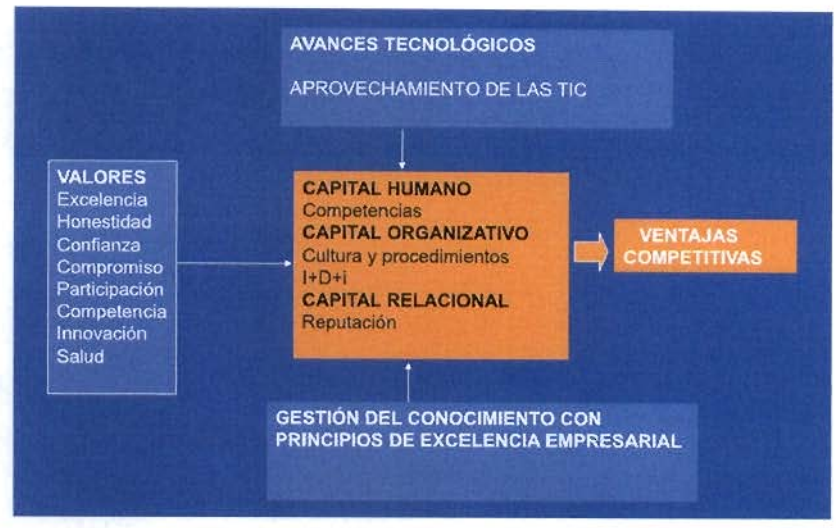 AVANCES TECNOLÓGICOS
APROVECHAMIENTO DE LAS TIC
VALORES
Excelencia
Honestidad
Confianza
Compromiso
Participación
Competencia
Innovación
Salud
CAPITAL HUMANO
Competencias
CAPITAL ORGANIZATIVO
Cultura y procedimientos
I+D+i
CAPITAL RELACIONAL
Reputación
VENTAJAS
COMPETITIVAS
GESTIÓN DEL CONOCIMIENTO CON
PRINCIPIOS DE EXCELENCIA EMPRESARIAL